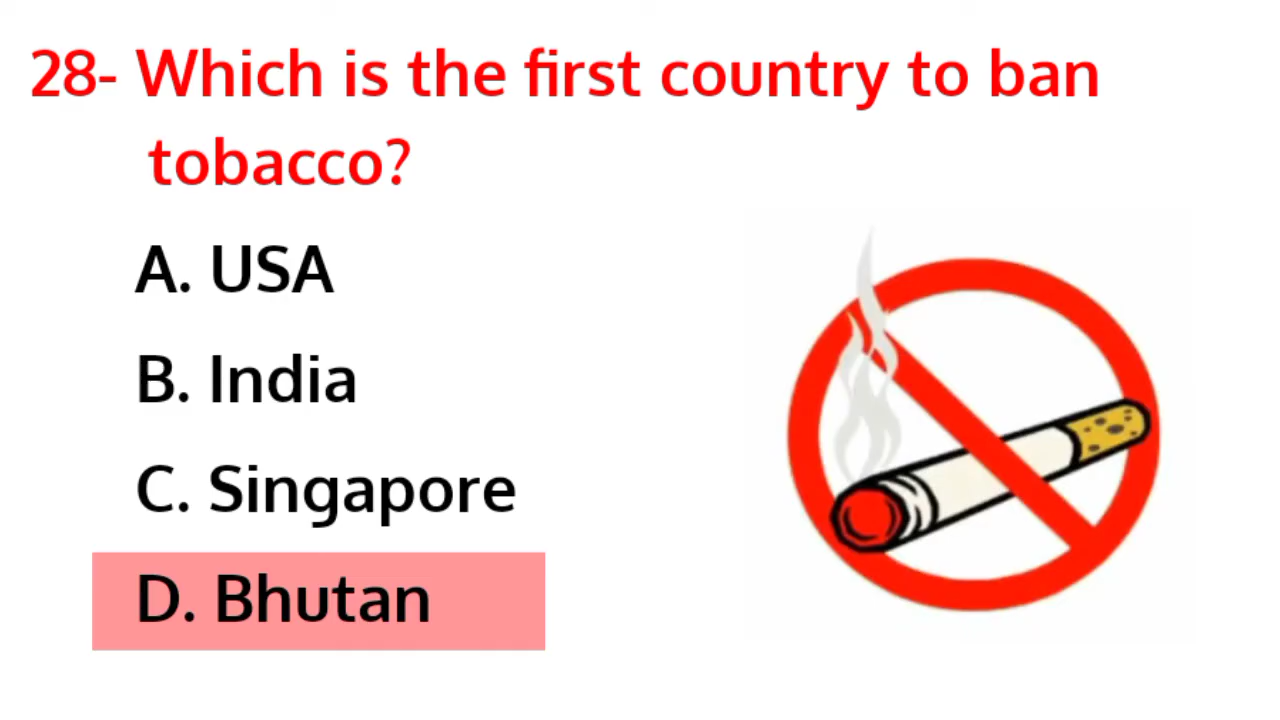 28- Which is the first country to ban
tobacco?
A. USA
B. India
C. Singapore
D. Bhutan